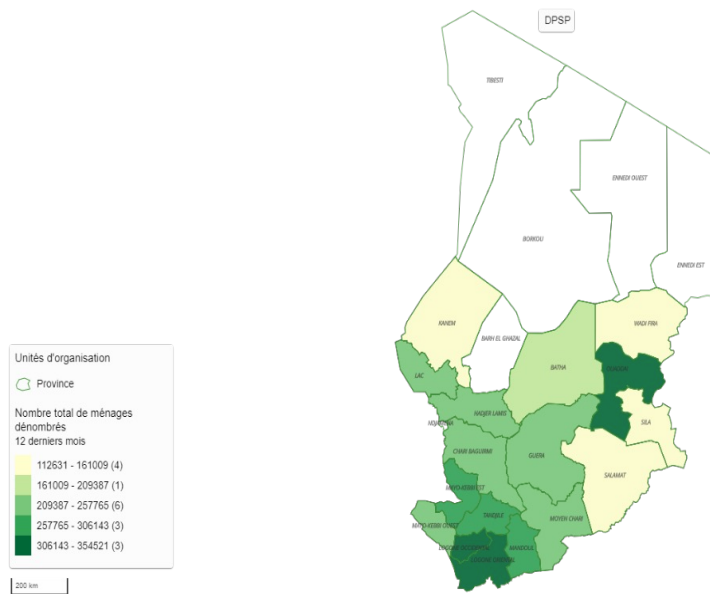 DPSP
TIBESTI
ENNEDI OUEST
BORKOU
ENNEDI EST
KANEM
BARH EL GHAZAL
WADI FIRA
BATHA
LAC
HADJER LAMIS
SILA
CHARI BAGUIRMI
GUERA
SALAMAT
TANDJILE
MOYEN CHARI
MAYO KEBBI OUEST
MANDOUL
Unités d'organisation
Province
Nombre total de ménages
dénombrés
12 derniers mois
112631 - 161009 (4)
161009 - 209387 (1)
209387 - 257765 (6)
257765 - 306143 (3)
306143 - 354521 (3)
200 km